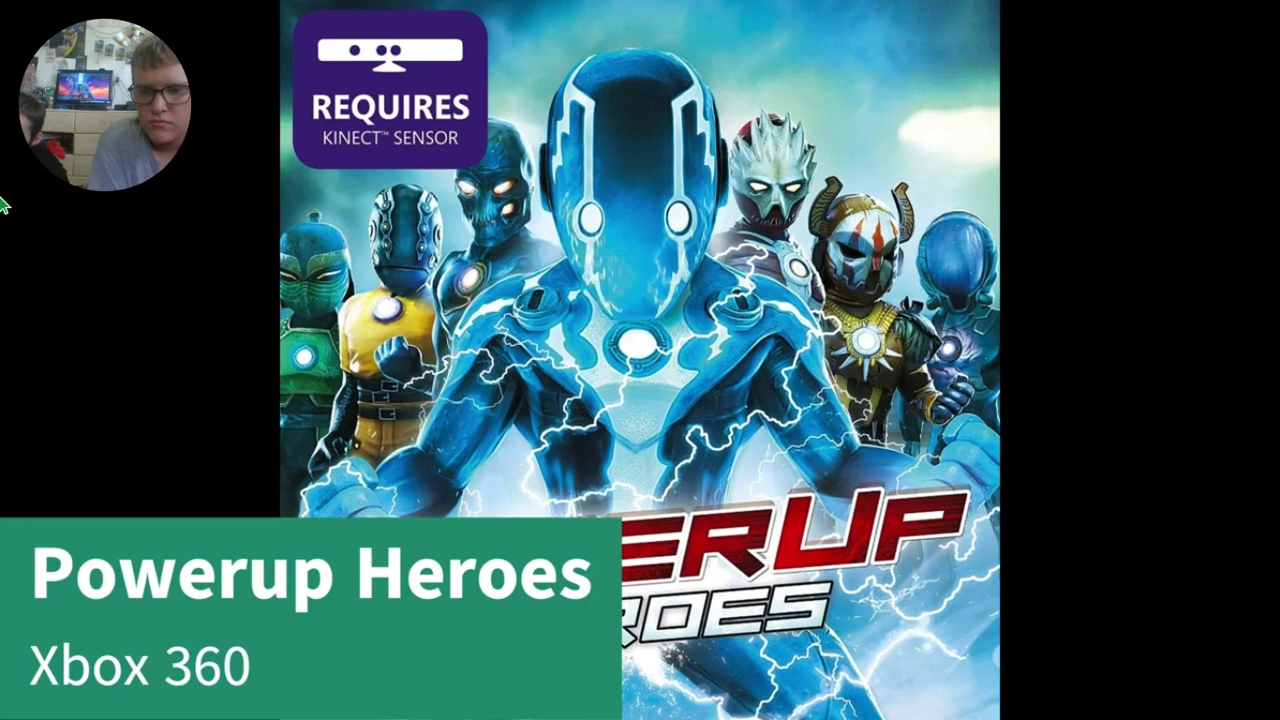 REQUIRES
KINECT™ SENSOR
ERUP
ROES
Powerup Heroes
Xbox 360